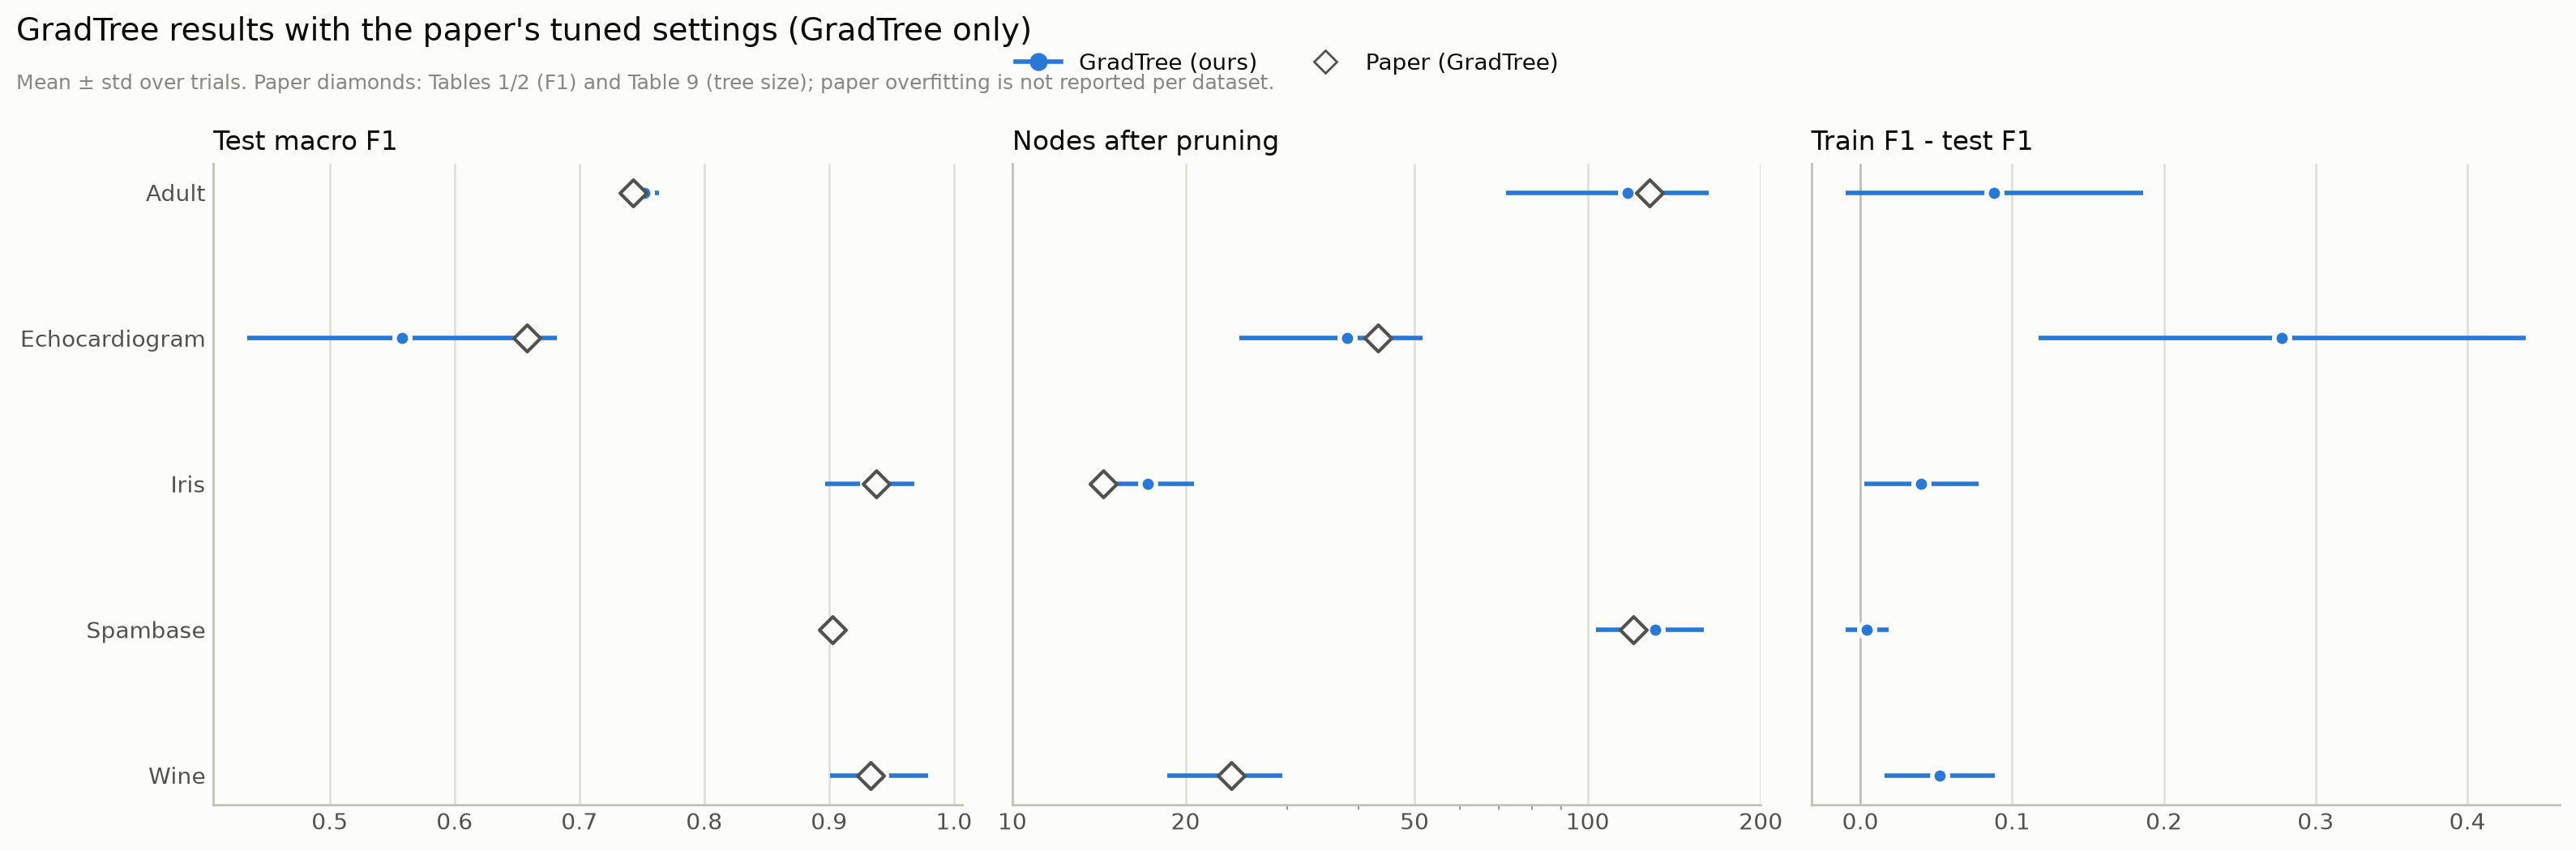 GradTree results with the paper's tuned settings (GradTree only)
GradTree (ours)
Paper (GradTree)
Mean ± std over trials. Paper diamonds: Tables 1/2 (F1) and Table 9 (tree size); paper overfitting is not reported per dataset.
Test macro F1
Nodes after pruning
Train F1 - test F1
Adult
Echocardiogram
Iris
Spambase
Wine
0.5 0.6 0.7 0.8 0.9 1.0
10 20 50 100 200
0.0 0.1 0.2 0.3 0.4